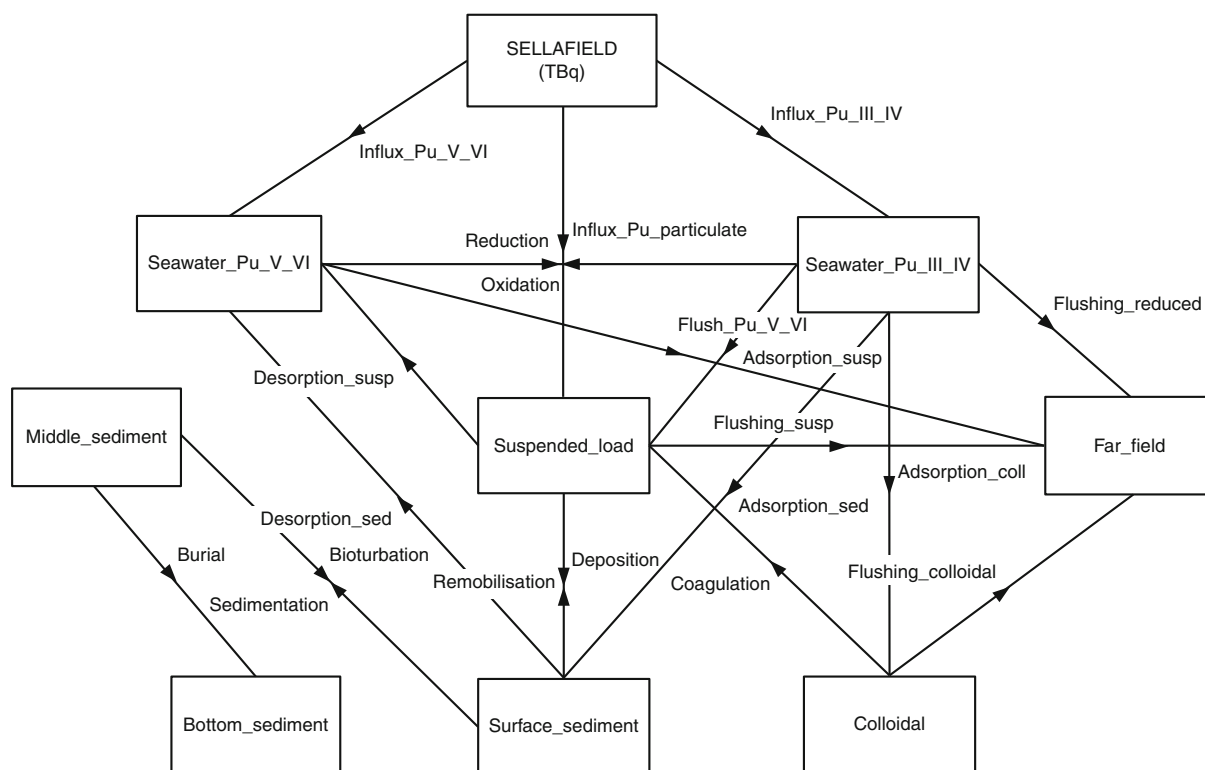 SELLAFIELD
(TBq)
Influx_Pu_III_IV
Influx_Pu_V_VI
Influx_Pu_particulate
Reduction
Seawater_Pu_V_VI
Seawater_Pu_III_IV
Oxidation
Flushing_reduced
Flush_Pu_V_VI
Adsorption_susp
Desorption_susp
Flushing_susp
Middle_sediment
Suspended_load
Far_field
Adsorption_coll
Desorption_sed
Adsorption_sed
Burial
Bioturbation
Deposition
Remobilisation
Coagulation
Flushing_colloidal
Sedimentation
Bottom_sediment
Surface_sediment
Colloidal